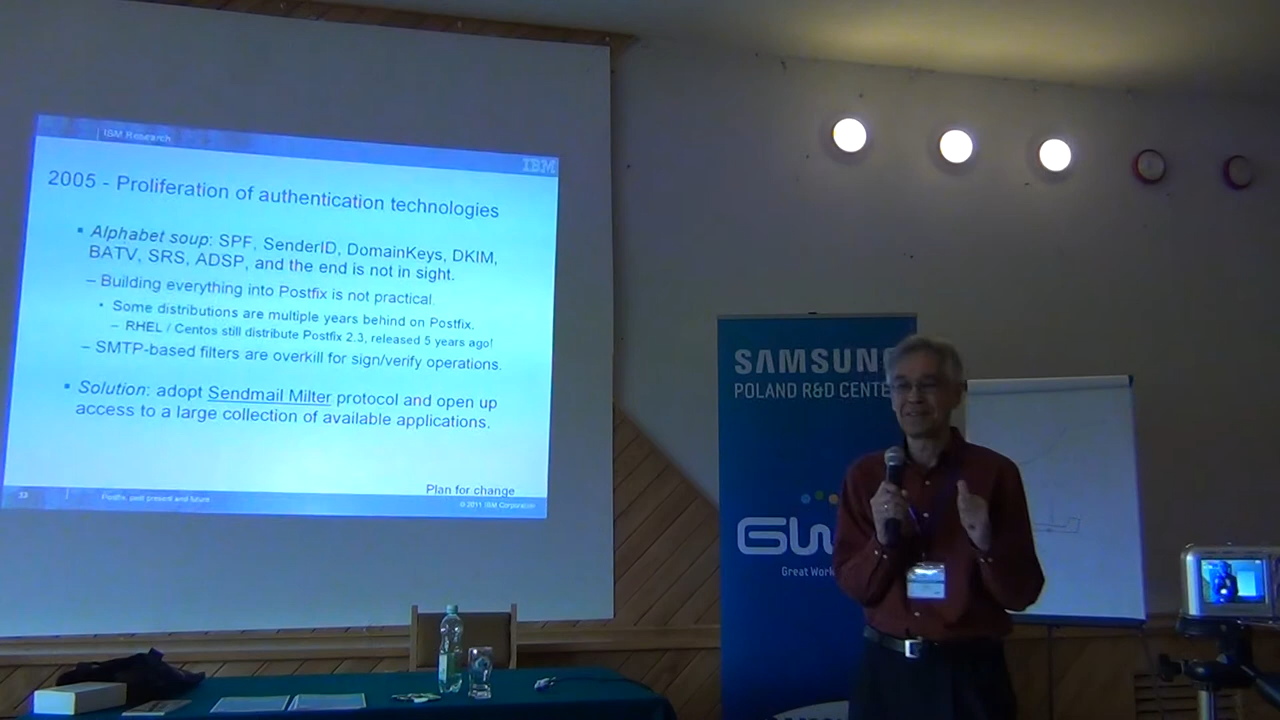 IBM Research
IBM
2005 - Proliferation of authentication technologies
▪ Alphabet soup: SPF, SenderID, DomainKeys, DKIM,
BATV, SRS, ADSP, and the end is not in sight.
– Building everything into Postfix is not practical.
• Some distributions are multiple years behind on Postfix.
– RHEL / Centos still distribute Postfix 2.3, released 5 years ago!
– SMTP-based filters are overkill for sign/verify operations.
▪ Solution: adopt Sendmail Milter protocol and open up
access to a large collection of available applications.
Plan for change
33
Postfix, past present and future
© 2011 IBM Corporation
SAMSUN
POLAND R&D CENTE
GW
Great Work